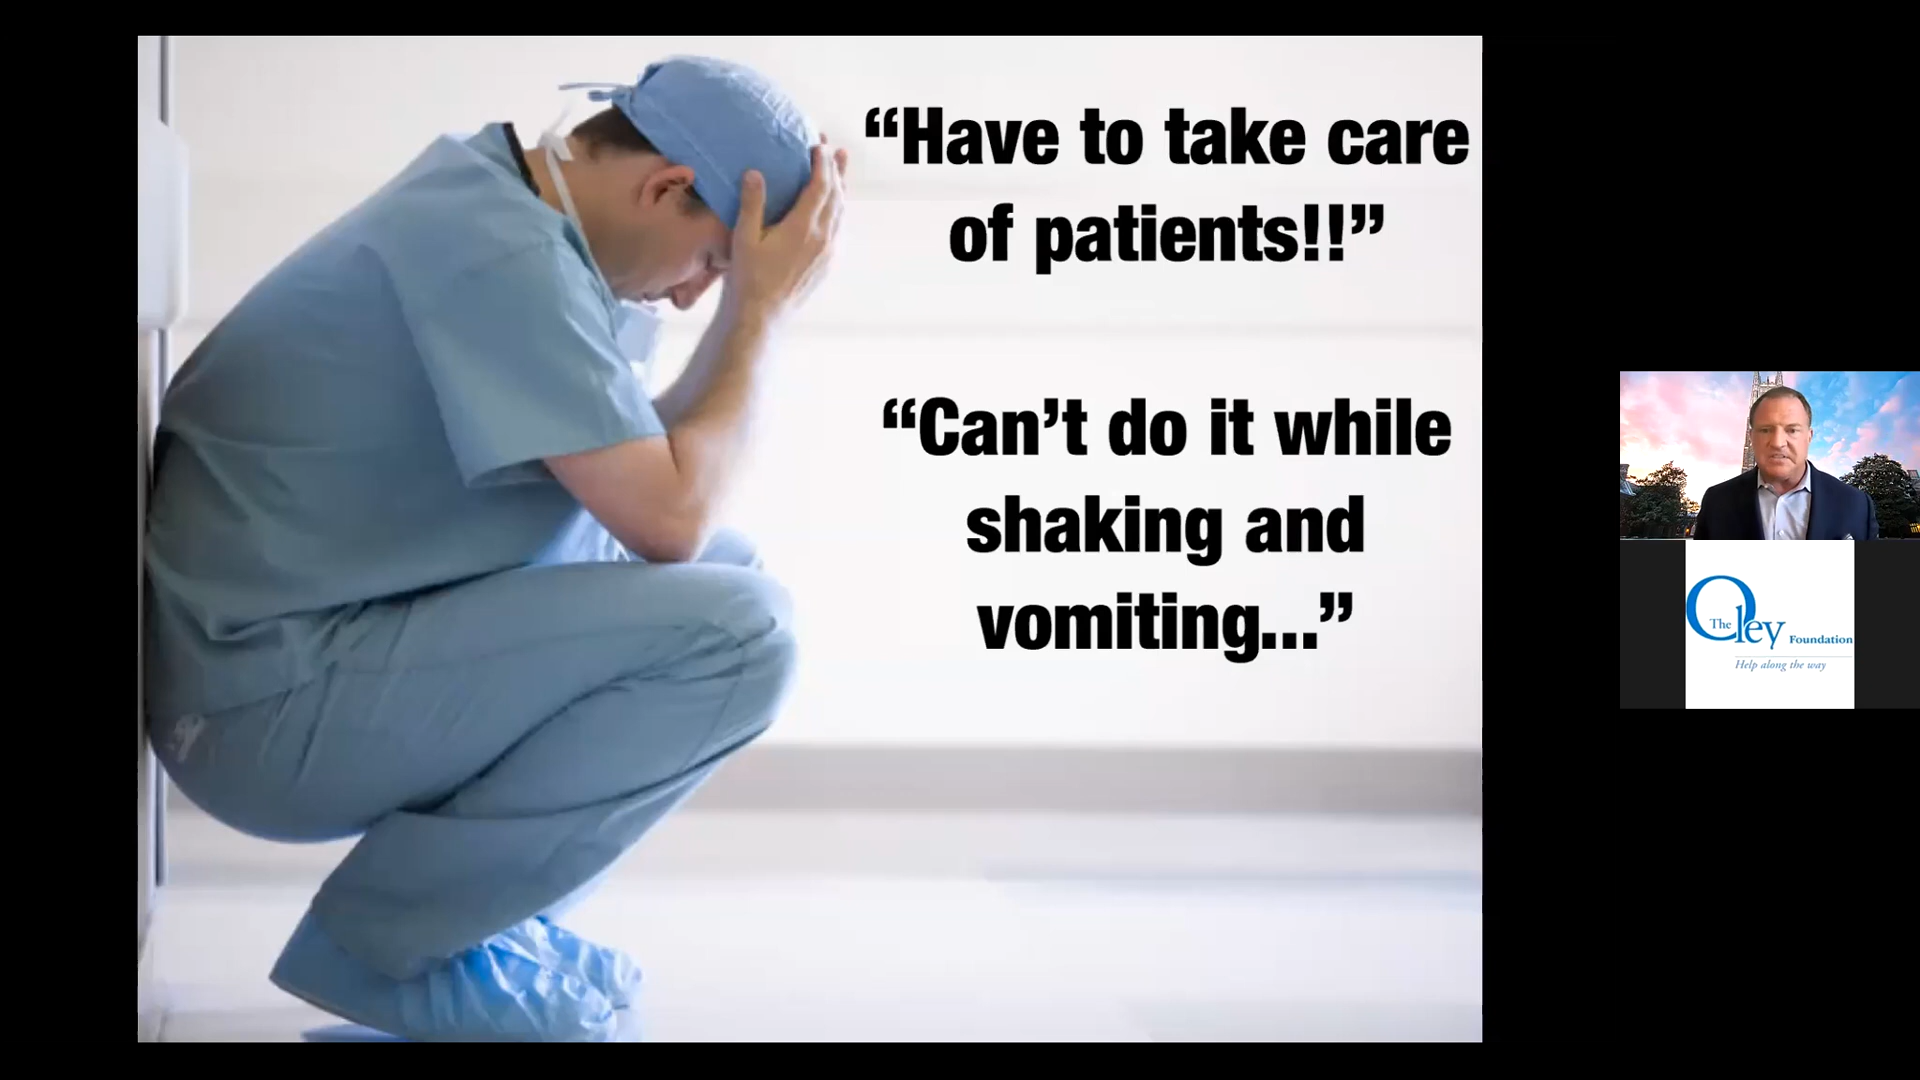 “Have to take care
of patients!!”
“Can’t do it while
shaking and
vomiting...”
The Oley Foundation
Help along the way